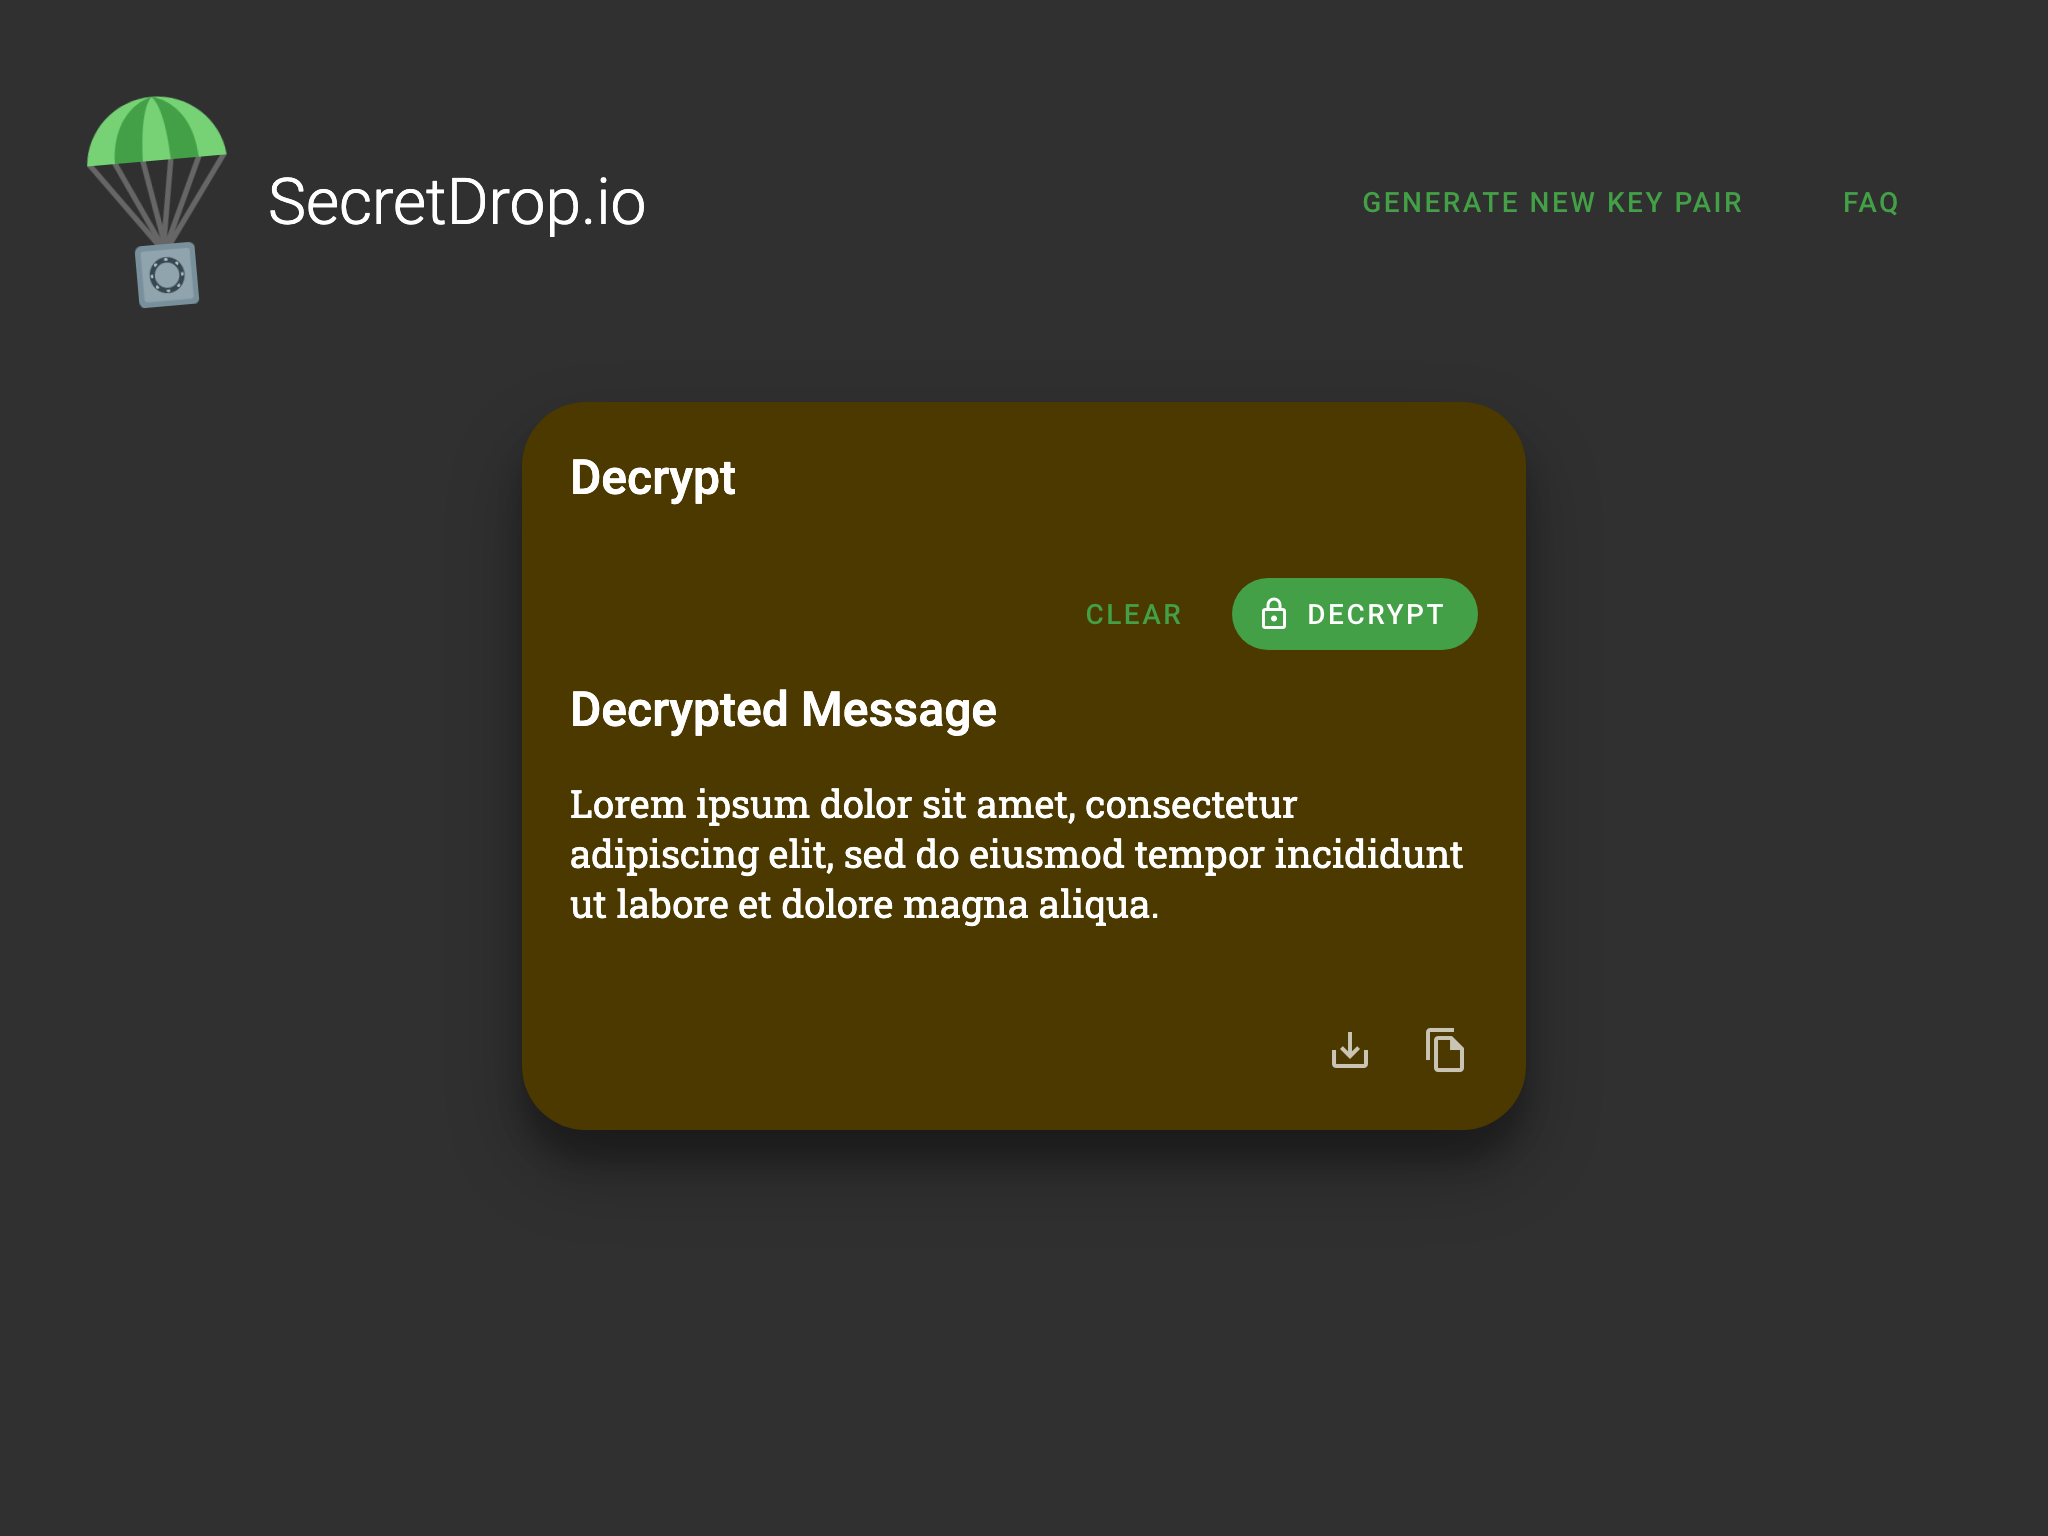 SecretDrop.io
GENERATE NEW KEY PAIR
FAQ
Decrypt
CLEAR
DECRYPT
Decrypted Message
Lorem ipsum dolor sit amet, consectetur
adipiscing elit, sed do eiusmod tempor incididunt
ut labore et dolore magna aliqua.